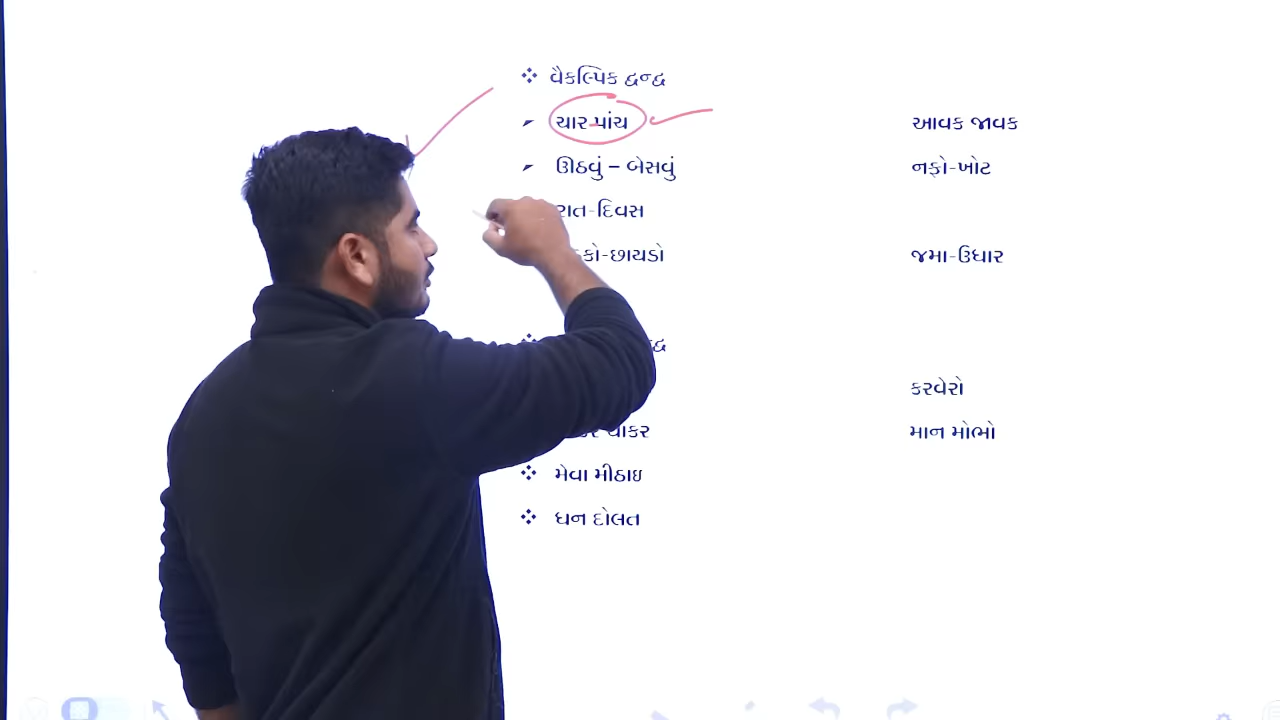 વૈકલ્પિક દ્વન્દ્વ
ચાર-પાંચ
આવક જાવક
ઊઠવું – બેસવું
નફો-ખોટ
રાત-દિવસ
છાયડો
જમા-ઉધાર
કરવેરો
ચાકર
માન મોભો
મેવા મીઠાઇ
ધન દોલત